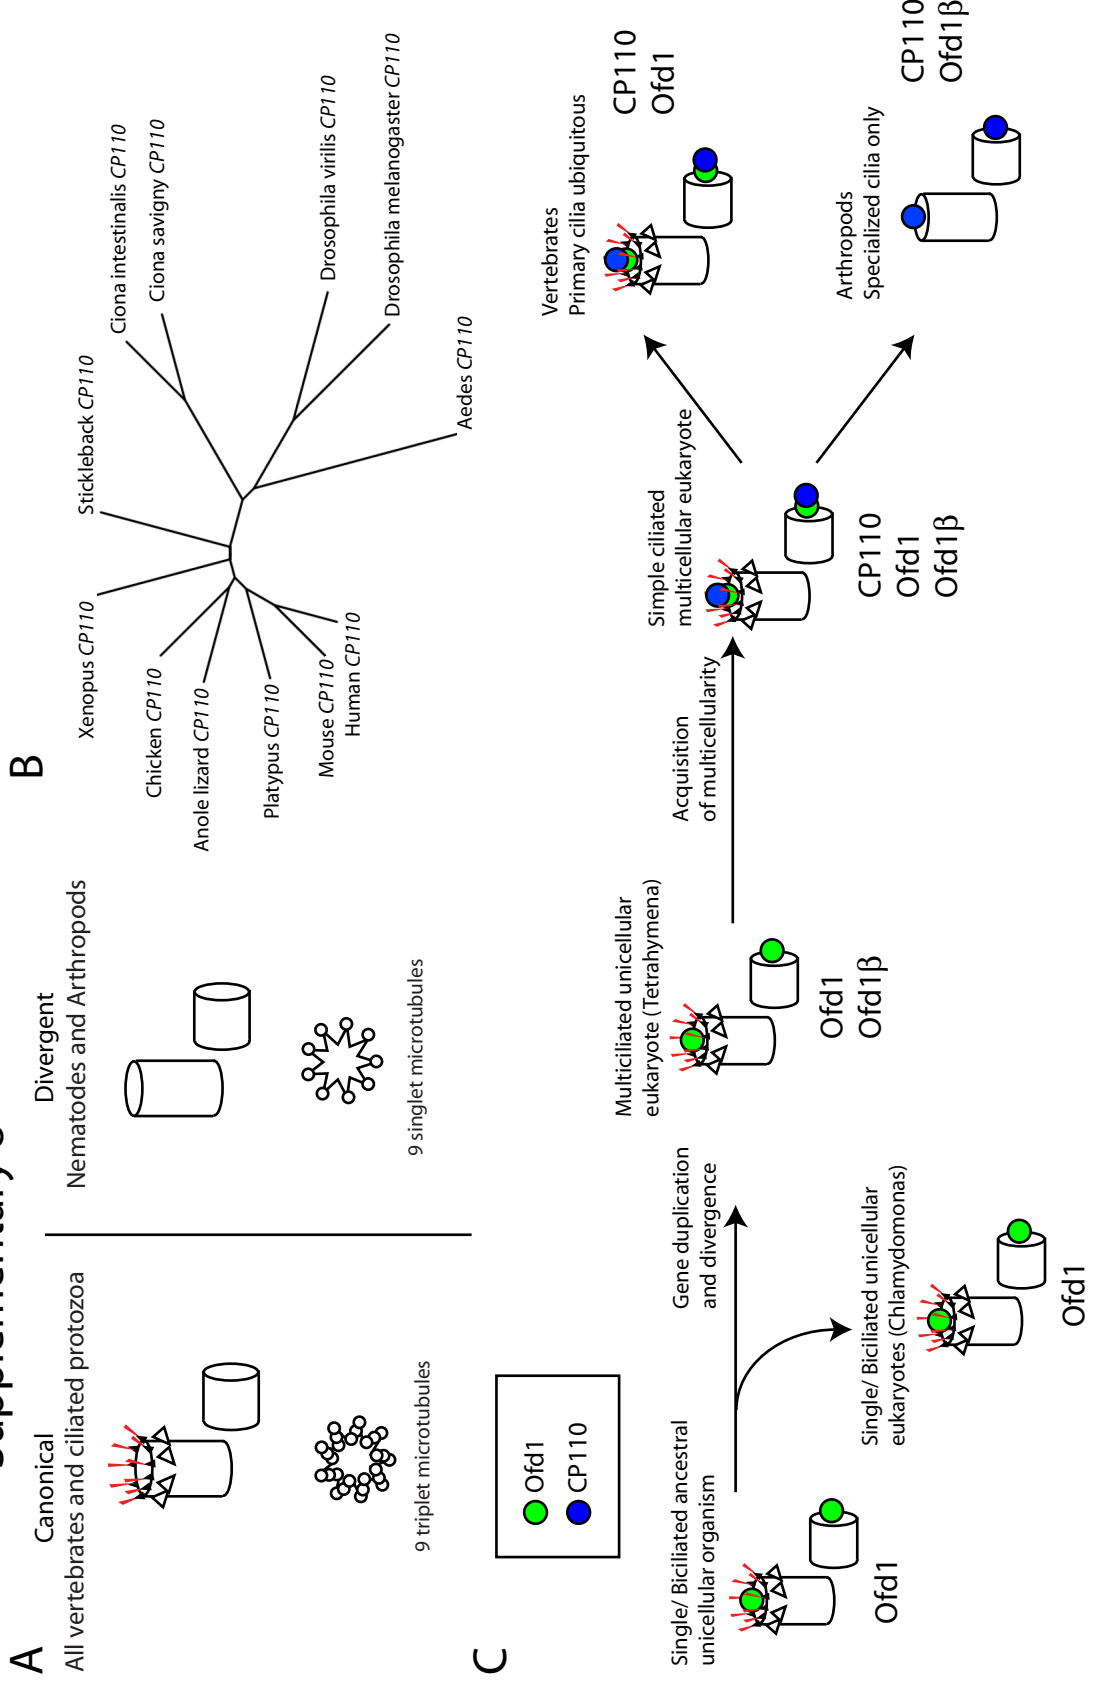 A
Canonical
All vertebrates and ciliated protozoa
9 triplet microtubules
Divergent
Nematodes and Arthropods
9 singlet microtubules
B
Xenopus CP110
Stickleback CP110
Ciona intestinalis CP110
Ciona savigny CP110
Drosophila virilis CP110
Drosophila melanogaster CP110
Aedes CP110
Chicken CP110
Anole lizard CP110
Platypus CP110
Mouse CP110
Human CP110
C
Ofd1
CP110
Single/ Biciliated ancestral
unicellular organism
Ofd1
Gene duplication
and divergence
Single/ Biciliated unicellular
eukaryotes (Chlamydomonas)
Ofd1
Multiciliated unicellular
eukaryote (Tetrahymena)
Ofd1
Ofd1β
Acquisition
of multicellularity
Simple ciliated
multicellular eukaryote
CP110
Ofd1
Ofd1β
Vertebrates
Primary cilia ubiquitous
CP110
Ofd1
Arthropods
Specialized cilia only
CP110
Ofd1β